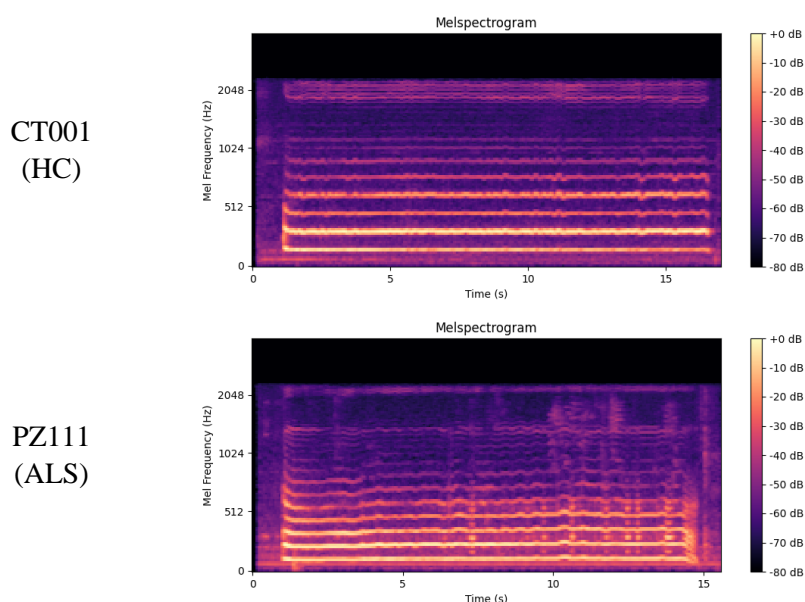 CT001
(HC)
Melspectrogram
Mel Frequency (Hz)
2048
1024
512
0
0 5 10 15
Time (s)
+0 dB
-10 dB
-20 dB
-30 dB
-40 dB
-50 dB
-60 dB
-70 dB
-80 dB
PZ111
(ALS)
Melspectrogram
Mel Frequency (Hz)
2048
1024
512
0
0 5 10 15
Time (s)
+0 dB
-10 dB
-20 dB
-30 dB
-40 dB
-50 dB
-60 dB
-70 dB
-80 dB